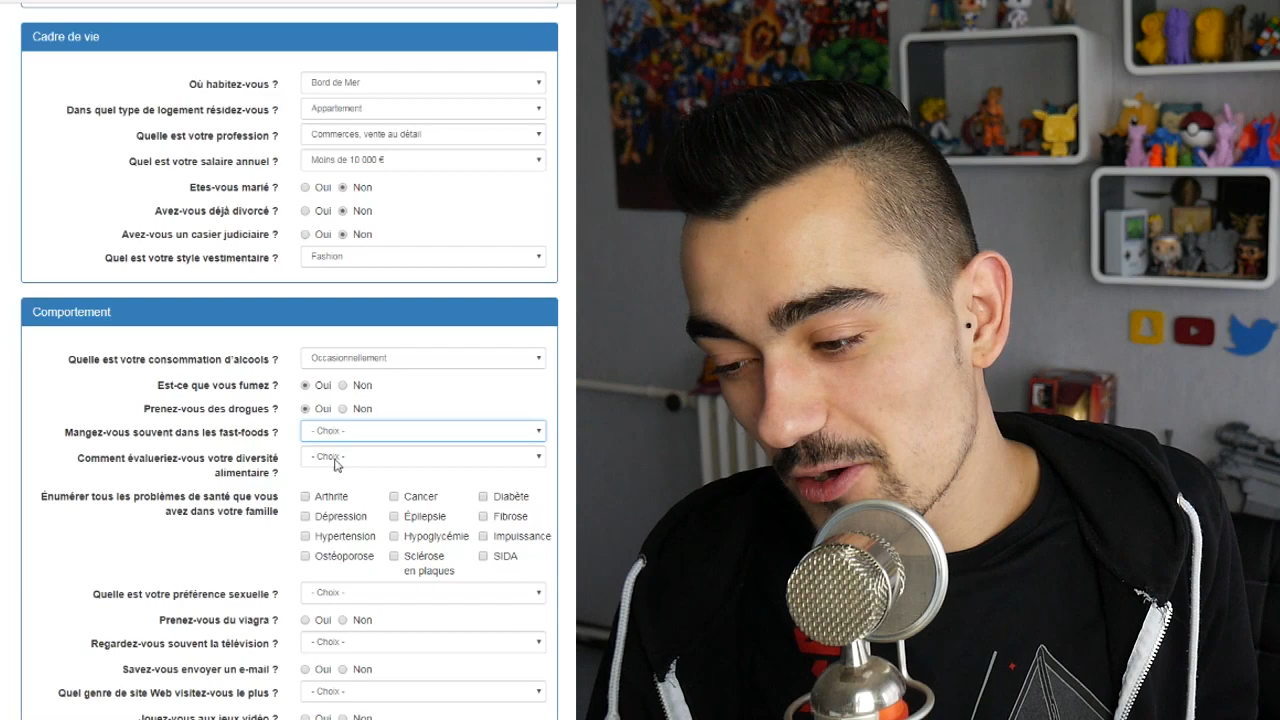 Cadre de vie
Où habitez-vous ? Bord de Mer
Dans quel type de logement résidez-vous ? Appartement
Quelle est votre profession ? Commerces, vente au détail
Quel est votre salaire annuel ? Moins de 10 000 €
Etes-vous marié ? Oui Non
Avez-vous déjà divorcé ? Oui Non
Avez-vous un casier judiciaire ? Oui Non
Quel est votre style vestimentaire ? Fashion
Comportement
Quelle est votre consommation d'alcools ? Occasionnellement
Est-ce que vous fumez ? Oui Non
Prenez-vous des drogues ? Oui Non
Mangez-vous souvent dans les fast-foods ? - Choix -
Comment évalueriez-vous votre diversité - Choix -
alimentaire ?
Énumérer tous les problèmes de santé que vous Arthrite Cancer Diabète
avez dans votre famille
Dépression Épilepsie Fibrose
Hypertension Hypoglycémie Impuissance
Ostéoporose Sclérose SIDA
en plaques
Quelle est votre préférence sexuelle ? - Choix -
Prenez-vous du viagra ? Oui Non
Regardez-vous souvent la télévision ? - Choix -
Savez-vous envoyer un e-mail ? Oui Non
Quel genre de site Web visitez-vous le plus ? - Choix -
Jouez-vous aux jeux vidéo ? Oui Non